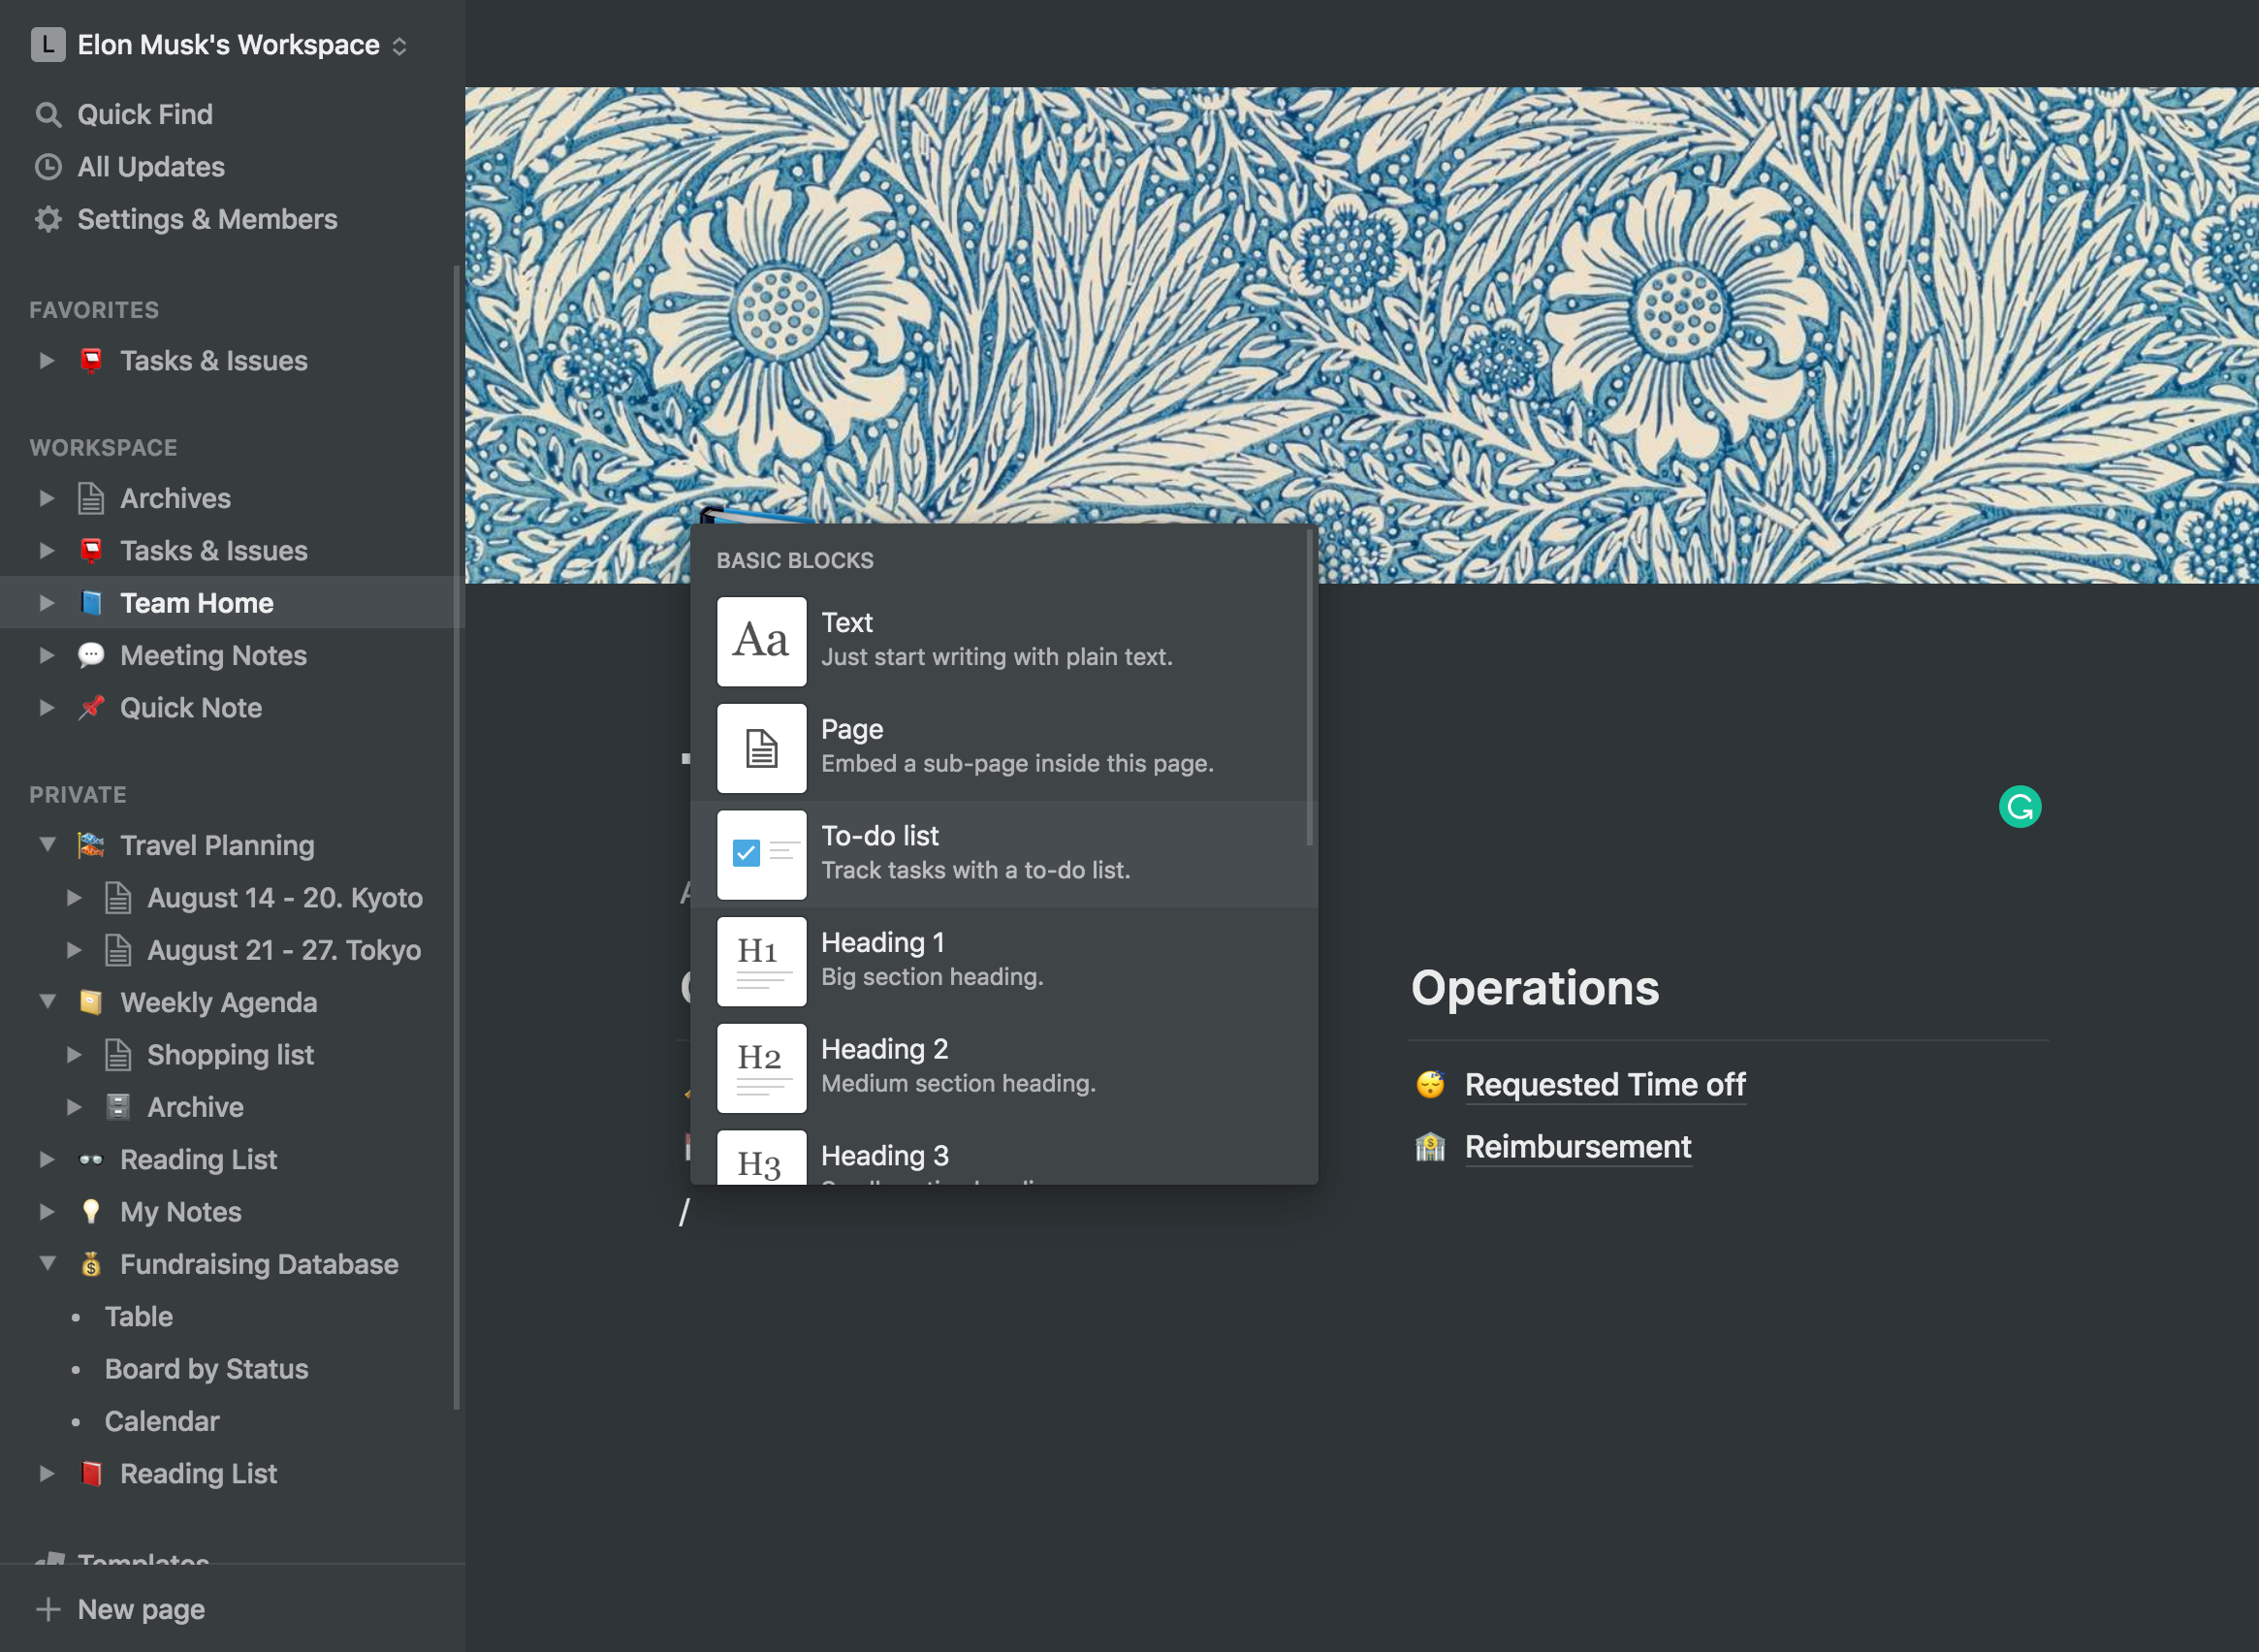 L Elon Musk's Workspace
Quick Find
All Updates
Settings & Members
FAVORITES
Tasks & Issues
WORKSPACE
Archives
Tasks & Issues
Team Home
Meeting Notes
Quick Note
PRIVATE
Travel Planning
August 14 - 20. Kyoto
August 21 - 27. Tokyo
Weekly Agenda
Shopping list
Archive
Reading List
My Notes
Fundraising Database
• Table
• Board by Status
• Calendar
Reading List
Templates
New page
BASIC BLOCKS
Aa
Text
Just start writing with plain text.
Page
Embed a sub-page inside this page.
To-do list
Track tasks with a to-do list.
H1
Heading 1
Big section heading.
H2
Heading 2
Medium section heading.
H3
Heading 3
/
Operations
Requested Time off
Reimbursement